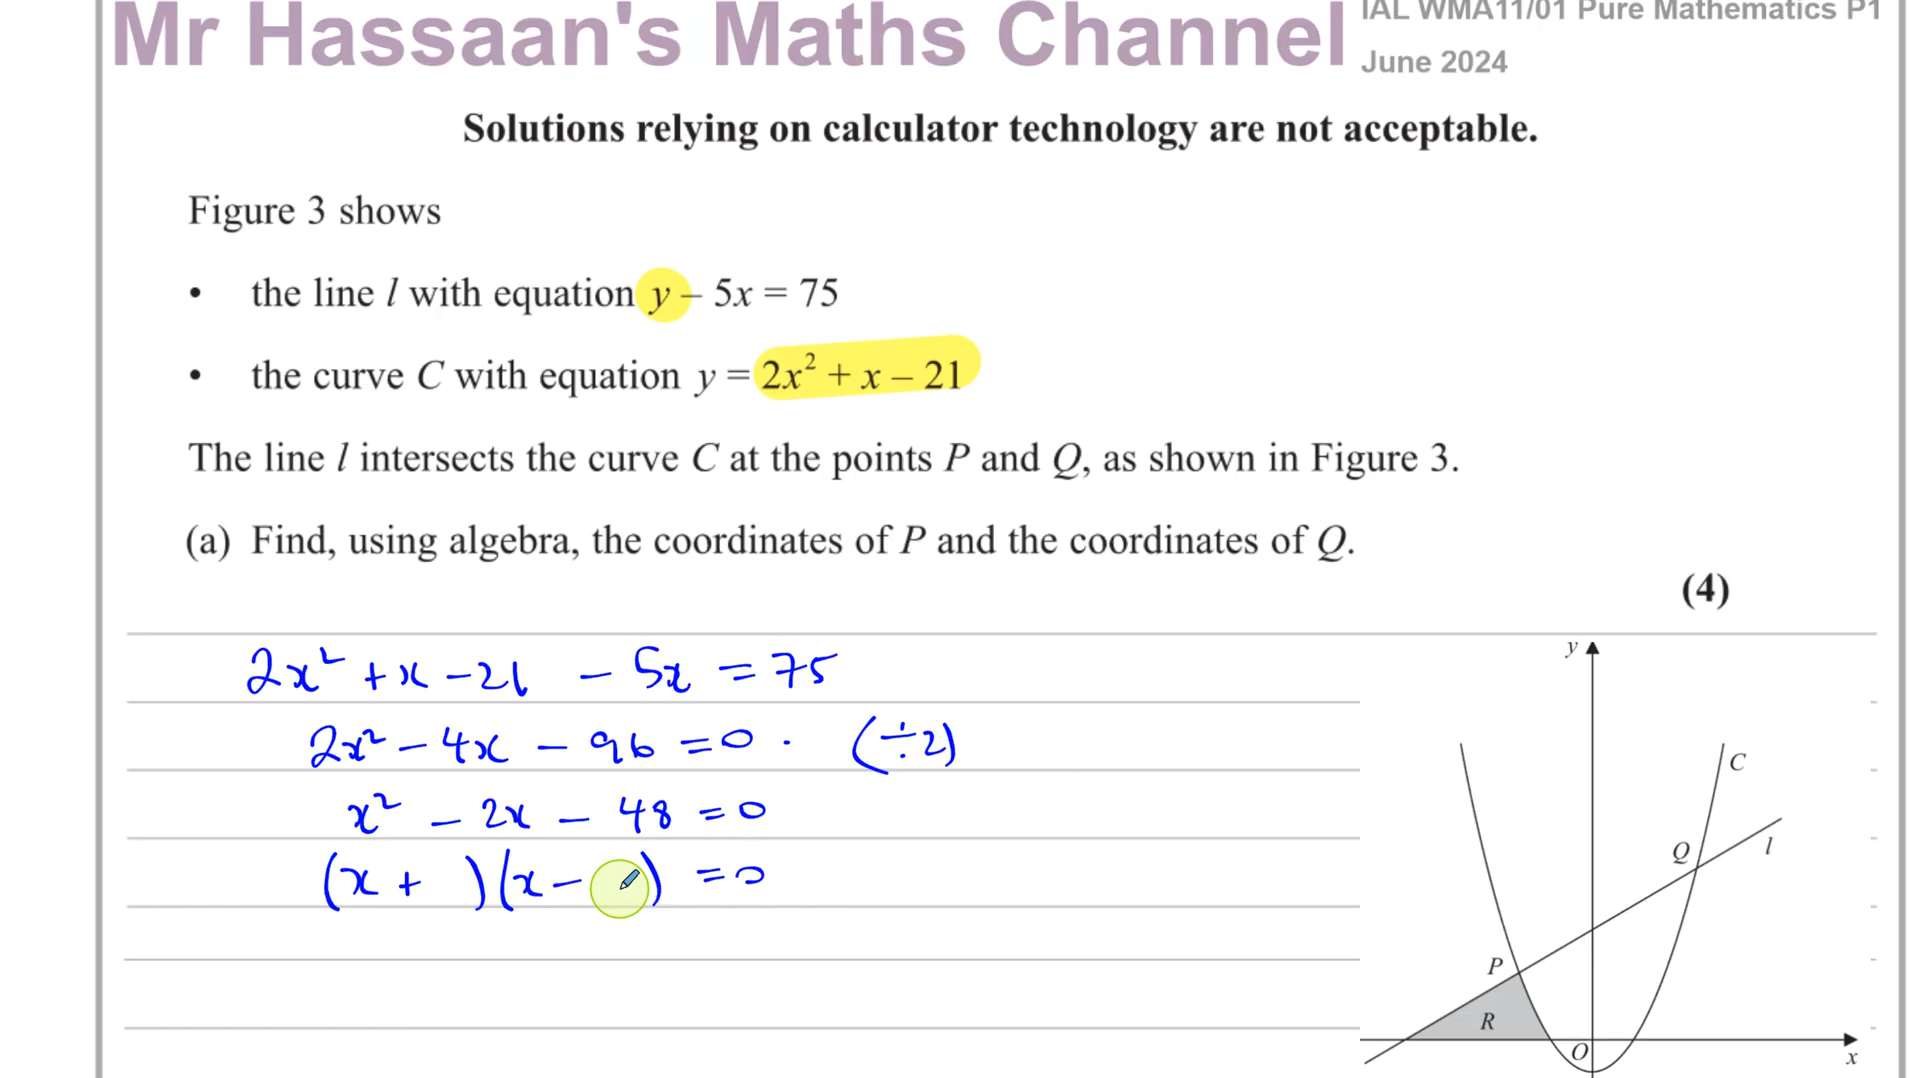 Mr Hassaan's Maths Channel
IAL WMA11/01 Pure Mathematics P1
June 2024
Solutions relying on calculator technology are not acceptable.
Figure 3 shows
• the line l with equation y – 5x = 75
• the curve C with equation y = 2x² + x – 21
The line l intersects the curve C at the points P and Q, as shown in Figure 3.
(a) Find, using algebra, the coordinates of P and the coordinates of Q.
(4)
2x² + x - 21 - 5x = 75
2x² - 4x - 96 = 0 . (÷2)
x² - 2x - 48 = 0
(x + )(x - ) = 0
y
C
Q
l
P
R
O
x